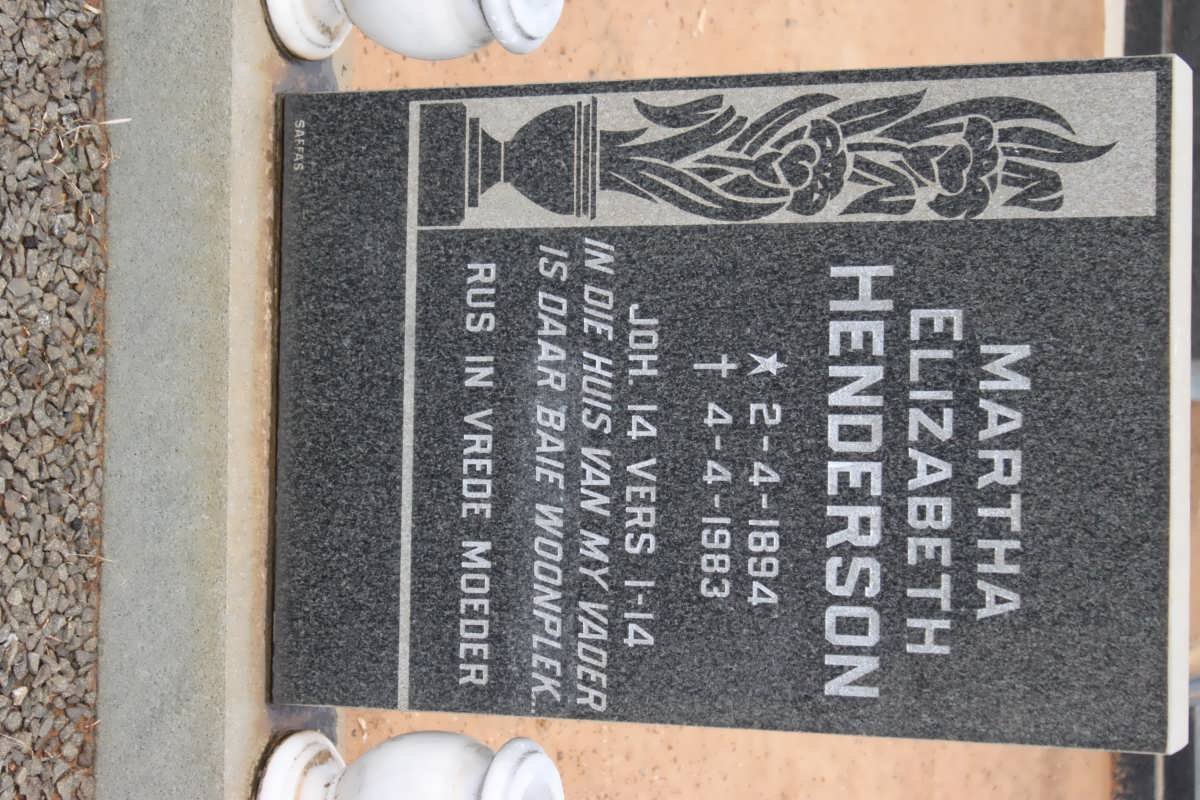 MARTHA
ELIZABETH
HENDERSON
★ 2-4-1894
† 4-4-1983
JOH. 14 VERS 1-14
IN DIE HUIS VAN MY VADER
IS DAAR BAIE WOONPLEK..
RUS IN VREDE MOEDER
SAFFAS